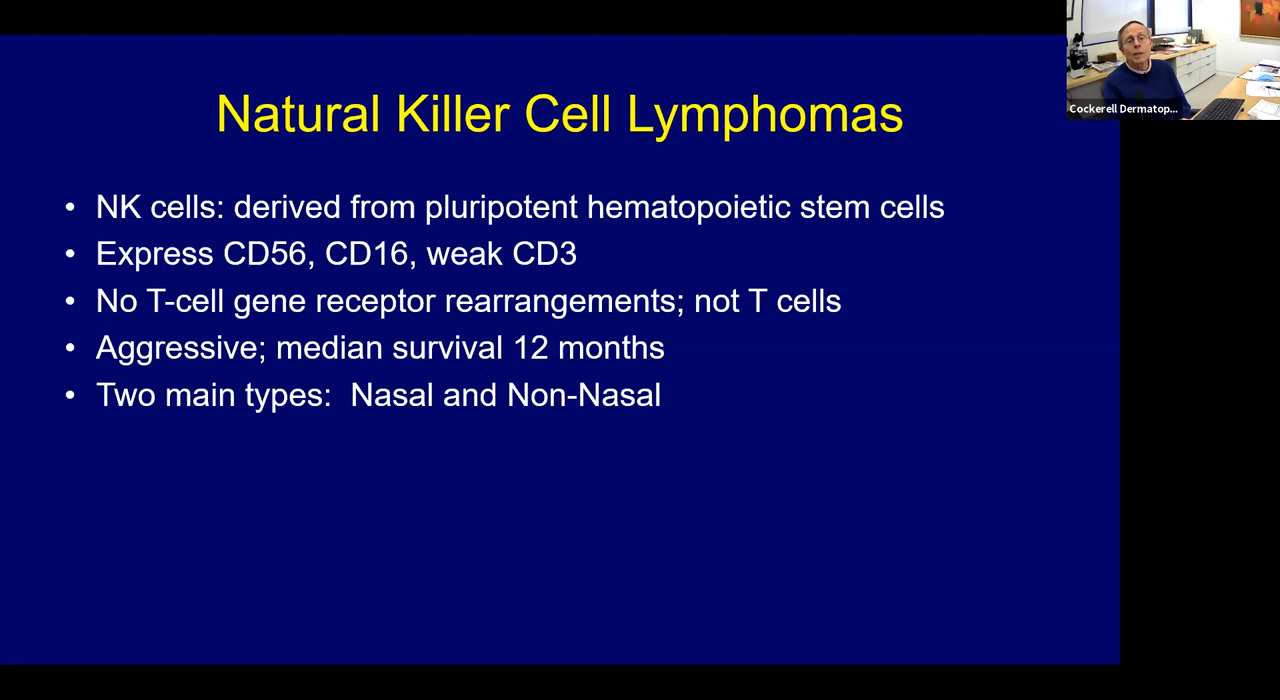 Natural Killer Cell Lymphomas
• NK cells: derived from pluripotent hematopoietic stem cells
• Express CD56, CD16, weak CD3
• No T-cell gene receptor rearrangements; not T cells
• Aggressive; median survival 12 months
• Two main types:  Nasal and Non-Nasal
Cockerell Dermatop...